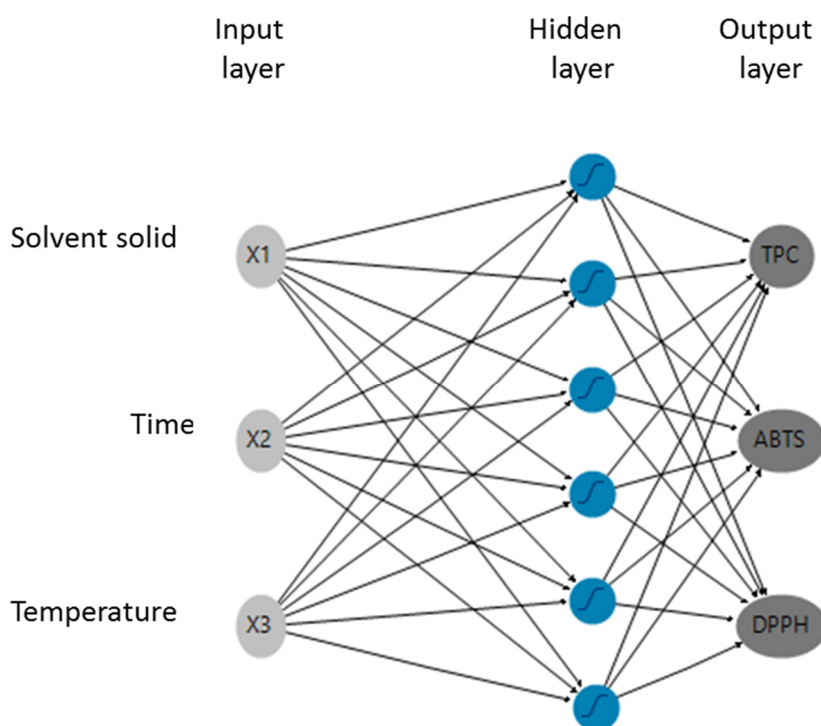 Input
layer
Hidden
layer
Output
layer
Solvent solid
X1
TPC
Time
X2
ABTS
Temperature
X3
DPPH